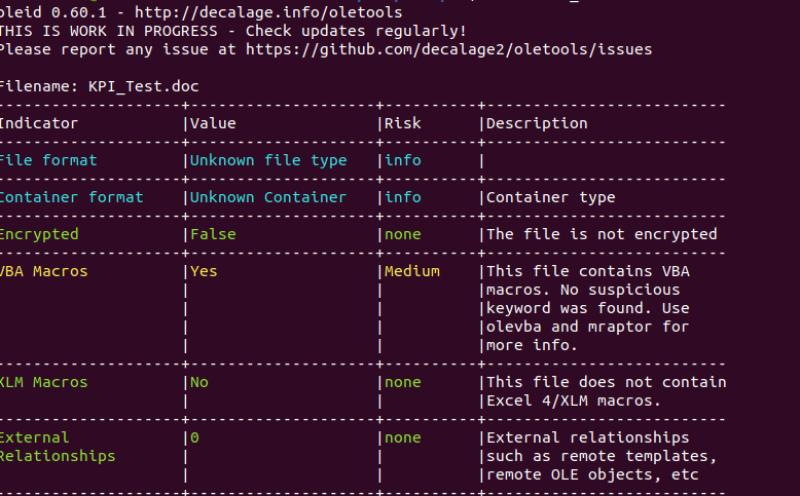 oleid 0.60.1 - http://decalage.info/oletools
THIS IS WORK IN PROGRESS - Check updates regularly!
Please report any issue at https://github.com/decalage2/oletools/issues
Filename: KPI_Test.doc
--------------------+--------------------+----------+--------------------------
Indicator |Value |Risk |Description
--------------------+--------------------+----------+--------------------------
File format |Unknown file type |info |
--------------------+--------------------+----------+--------------------------
Container format |Unknown Container |info |Container type
--------------------+--------------------+----------+--------------------------
Encrypted |False |none |The file is not encrypted
--------------------+--------------------+----------+--------------------------
VBA Macros |Yes |Medium |This file contains VBA
| | |macros. No suspicious
| | |keyword was found. Use
| | |olevba and mraptor for
| | |more info.
--------------------+--------------------+----------+--------------------------
XLM Macros |No |none |This file does not contain
| | |Excel 4/XLM macros.
--------------------+--------------------+----------+--------------------------
External |0 |none |External relationships
Relationships | | |such as remote templates,
| | |remote OLE objects, etc
--------------------+--------------------+----------+--------------------------